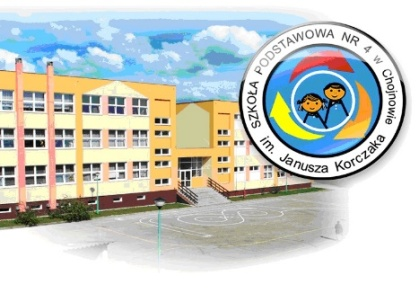 SZKOŁA PODSTAWOWA NR 4 w Chojnowie
im. Janusza Korczaka